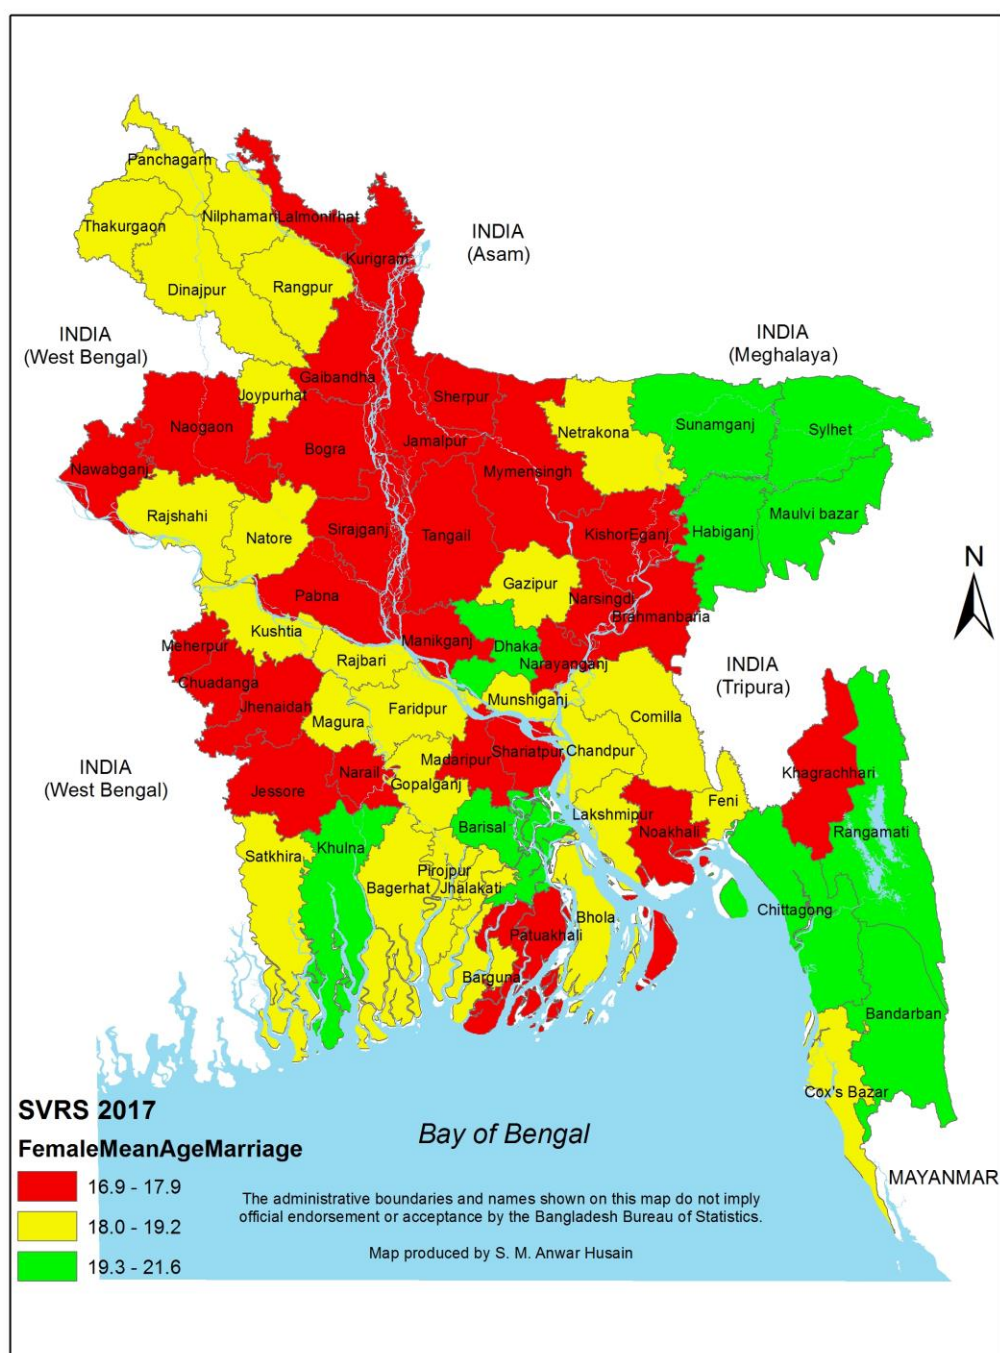 Panchagarh
Nilphamari
Lalmonirhat
Thakurgaon
INDIA
(Asam)
Kurigram
Dinajpur
Rangpur
INDIA
(West Bengal)
INDIA
(Meghalaya)
Gaibandha
Joypurhat
Sherpur
Naogaon
Sunamganj
Sylhet
Netrakona
Jamalpur
Bogra
Nawabganj
Mymensingh
Rajshahi
Maulvi bazar
Natore
Sirajganj
Tangail
KishorEganj
Habiganj
Gazipur
N
Pabna
Narsingdi
Brahmanbaria
Kushtia
Meherpur
Manikganj
Dhaka
Rajbari
Narayanganj
INDIA
(Tripura)
Chuadanga
Jhenaidah
Magura
Faridpur
Munshiganj
Comilla
Shariatpur
Chandpur
Madaripur
INDIA
(West Bengal)
Jessore
Narail
Gopalganj
Khagrachhari
Feni
Lakshmipur
Noakhali
Barisal
Rangamati
Khulna
Satkhira
Pirojpur
Bagerhat
Jhalakati
Chittagong
Bhola
Patuakhali
Barguna
Bandarban
Cox's Bazar
SVRS 2017
FemaleMeanAgeMarriage
16.9 - 17.9
18.0 - 19.2
19.3 - 21.6
Bay of Bengal
MAYANMAR
The administrative boundaries and names shown on this map do not imply
official endorsement or acceptance by the Bangladesh Bureau of Statistics.
Map produced by S. M. Anwar Husain